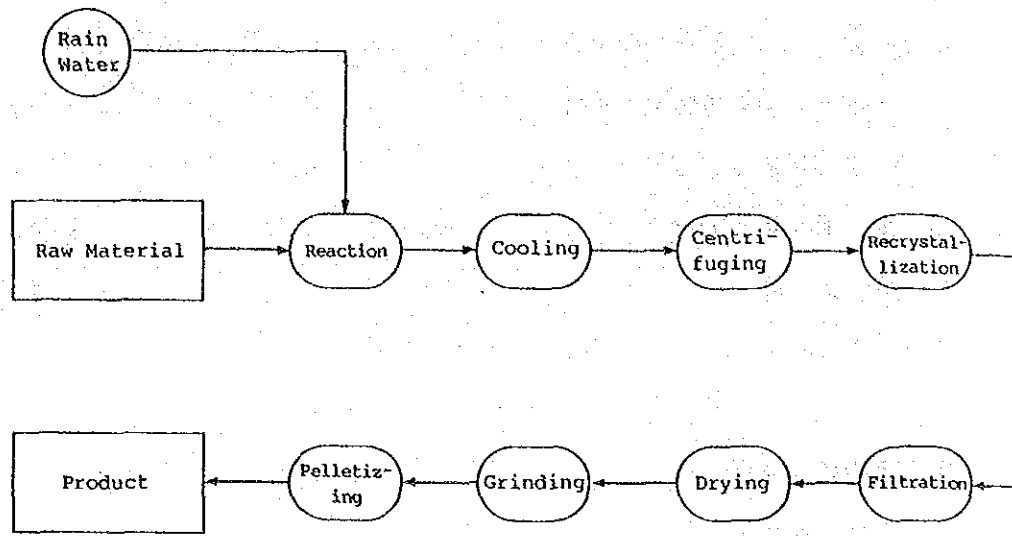 Rain
Water
Raw Material
Reaction
Cooling
Centri-
fuging
Recrystal-
lization
Product
Pelletiz-
ing
Grinding
Drying
Filtration